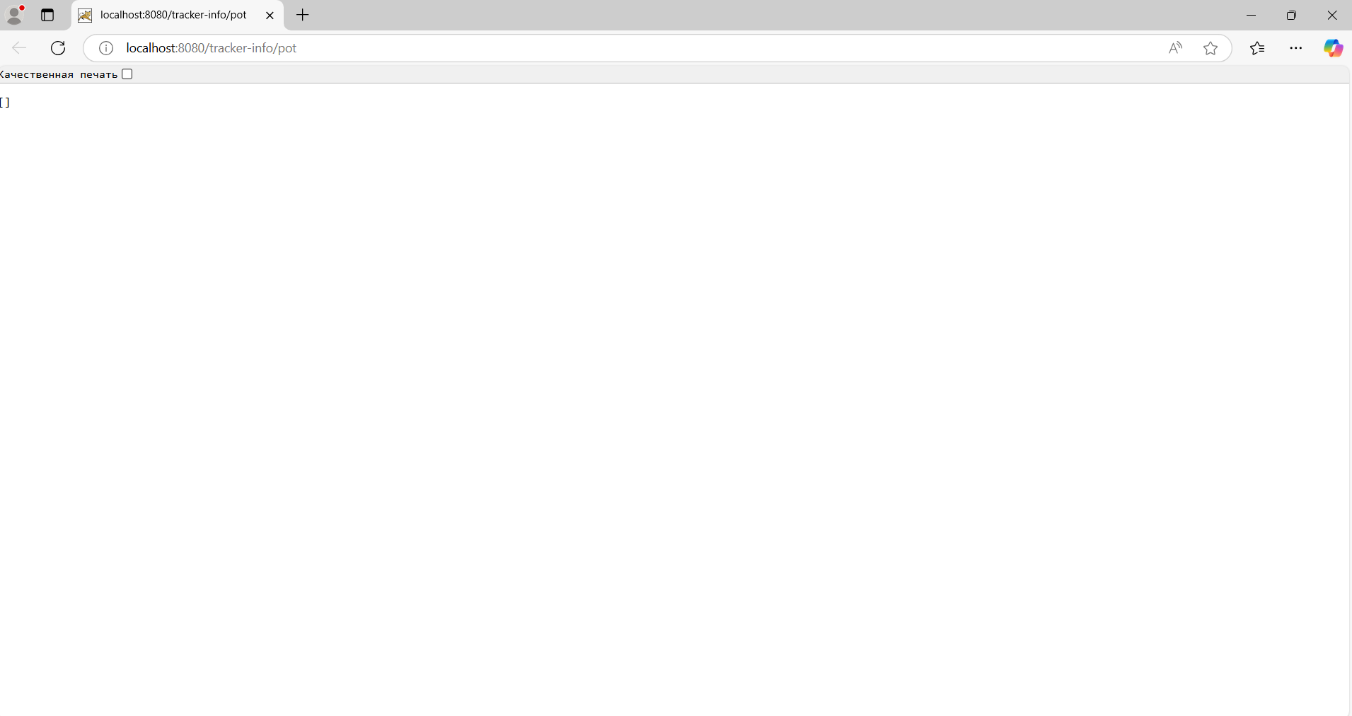 localhost:8080/tracker-info/pot
localhost:8080/tracker-info/pot
Качественная печать
[]